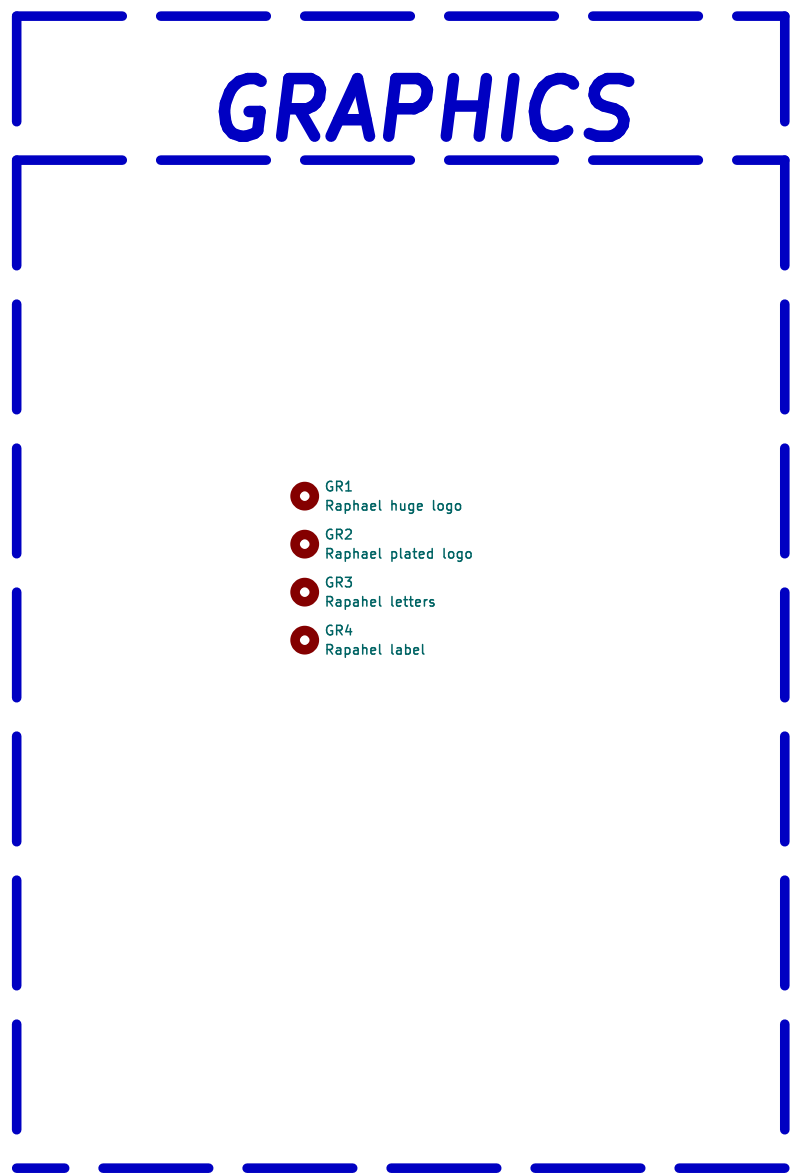 GRAPHICS
GR1
Raphael huge logo
GR2
Raphael plated logo
GR3
Rapahel letters
GR4
Rapahel label